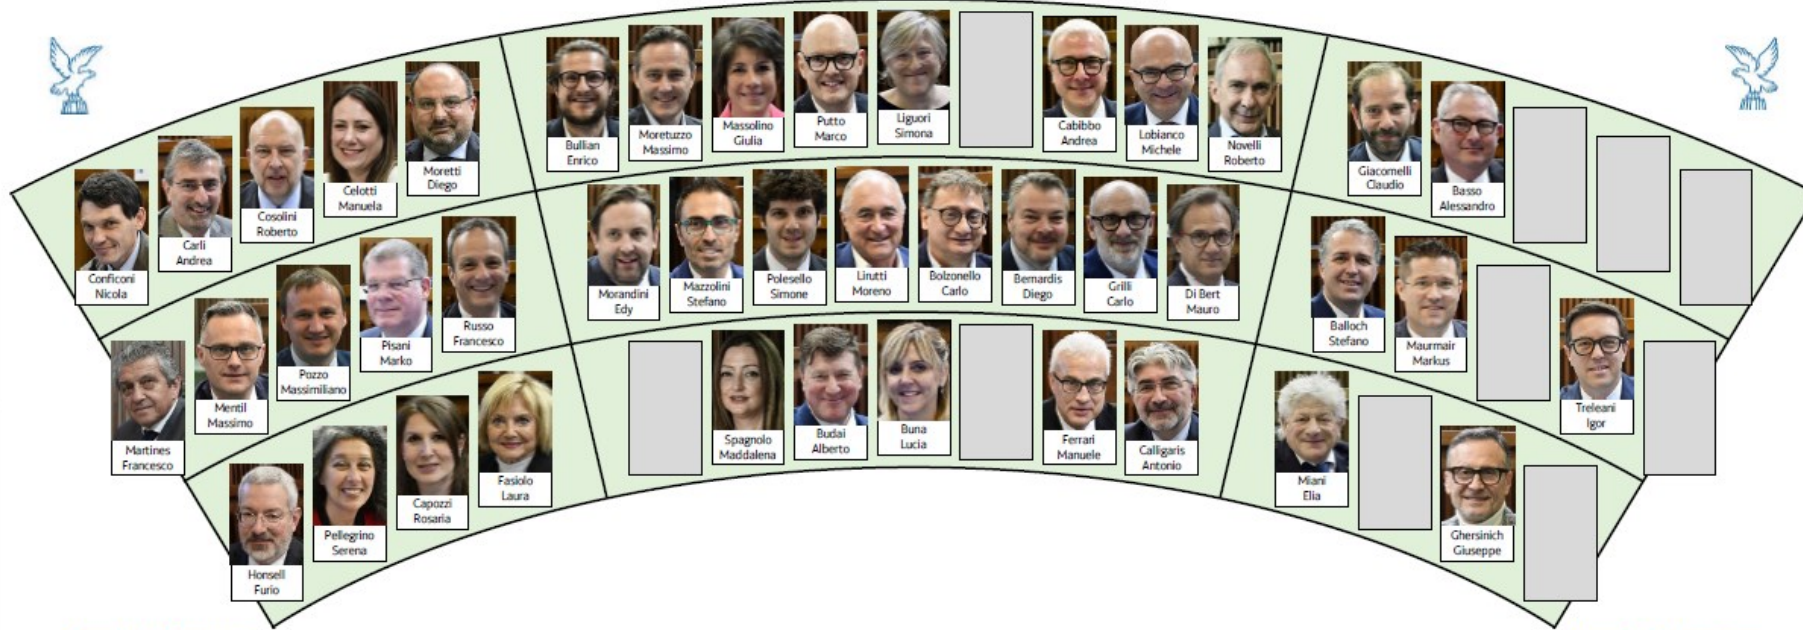 Conficoni
Nicola
Carli
Andrea
Cosolini
Roberto
Celotti
Manuela
Moretti
Diego
Bullian
Enrico
Moretuzzo
Massimo
Massolino
Giulia
Putto
Marco
Liguori
Simona
Cabibbo
Andrea
Lobianco
Michele
Novelli
Roberto
Giacomelli
Claudio
Basso
Alessandro
Martines
Francesco
Mentil
Massimo
Pozzo
Massimiliano
Pisani
Marko
Russo
Francesco
Morandini
Edy
Mazzolini
Stefano
Polesello
Simone
Lirutti
Moreno
Bolzonello
Carlo
Bernardis
Diego
Grilli
Carlo
Di Bert
Mauro
Balloch
Stefano
Maurmair
Markus
Treleani
Igor
Honsell
Furio
Pellegrino
Serena
Capozzi
Rosaria
Fasiolo
Laura
Spagnolo
Maddalena
Budai
Alberto
Buna
Lucia
Ferrari
Manuele
Calligaris
Antonio
Miani
Elia
Ghersinich
Giuseppe